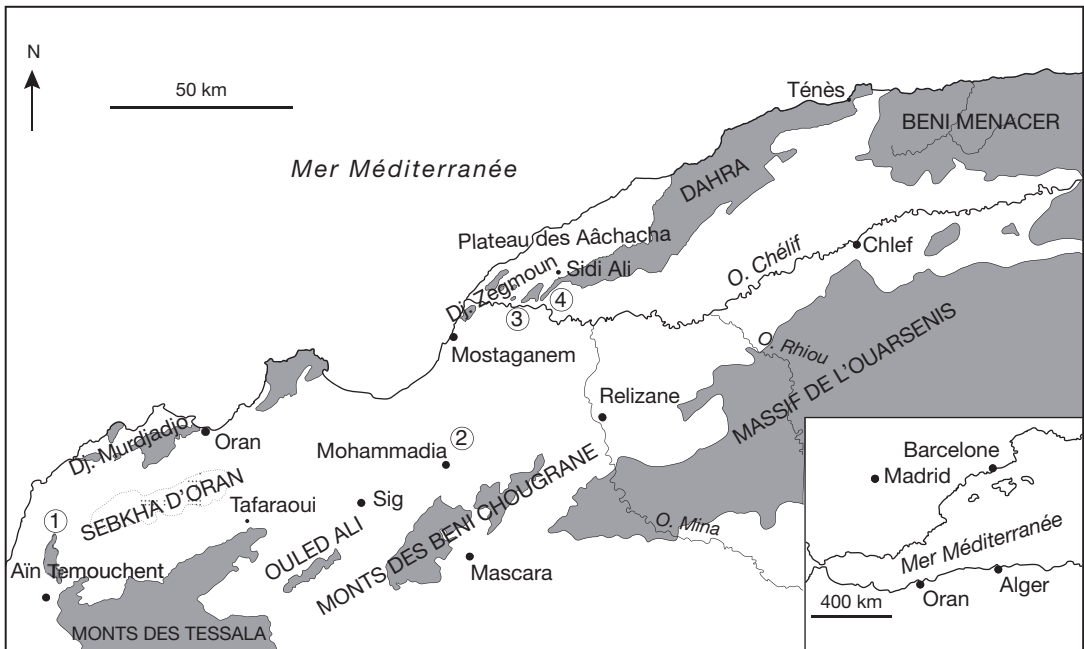 N
50 km
Mer Méditerranée
Ténès
BENI MENACER
DAHRA
Plateau des Aâchacha
Sidi Ali
Dj. Zegmoun
O. Chélif
Chlef
3
4
Mostaganem
O. Rhiou
MASSIF DE L'OUARSENIS
Relizane
Dj. Murdjadjo
Oran
Mohammadia
2
SEBKHA D'ORAN
Tafaraoui
Sig
1
OULED ALI
MONTS DES BENI CHOUGRANE
O. Mina
Aïn Temouchent
Mascara
MONTS DES TESSALA
Barcelone
Madrid
Mer Méditerranée
400 km
Oran
Alger